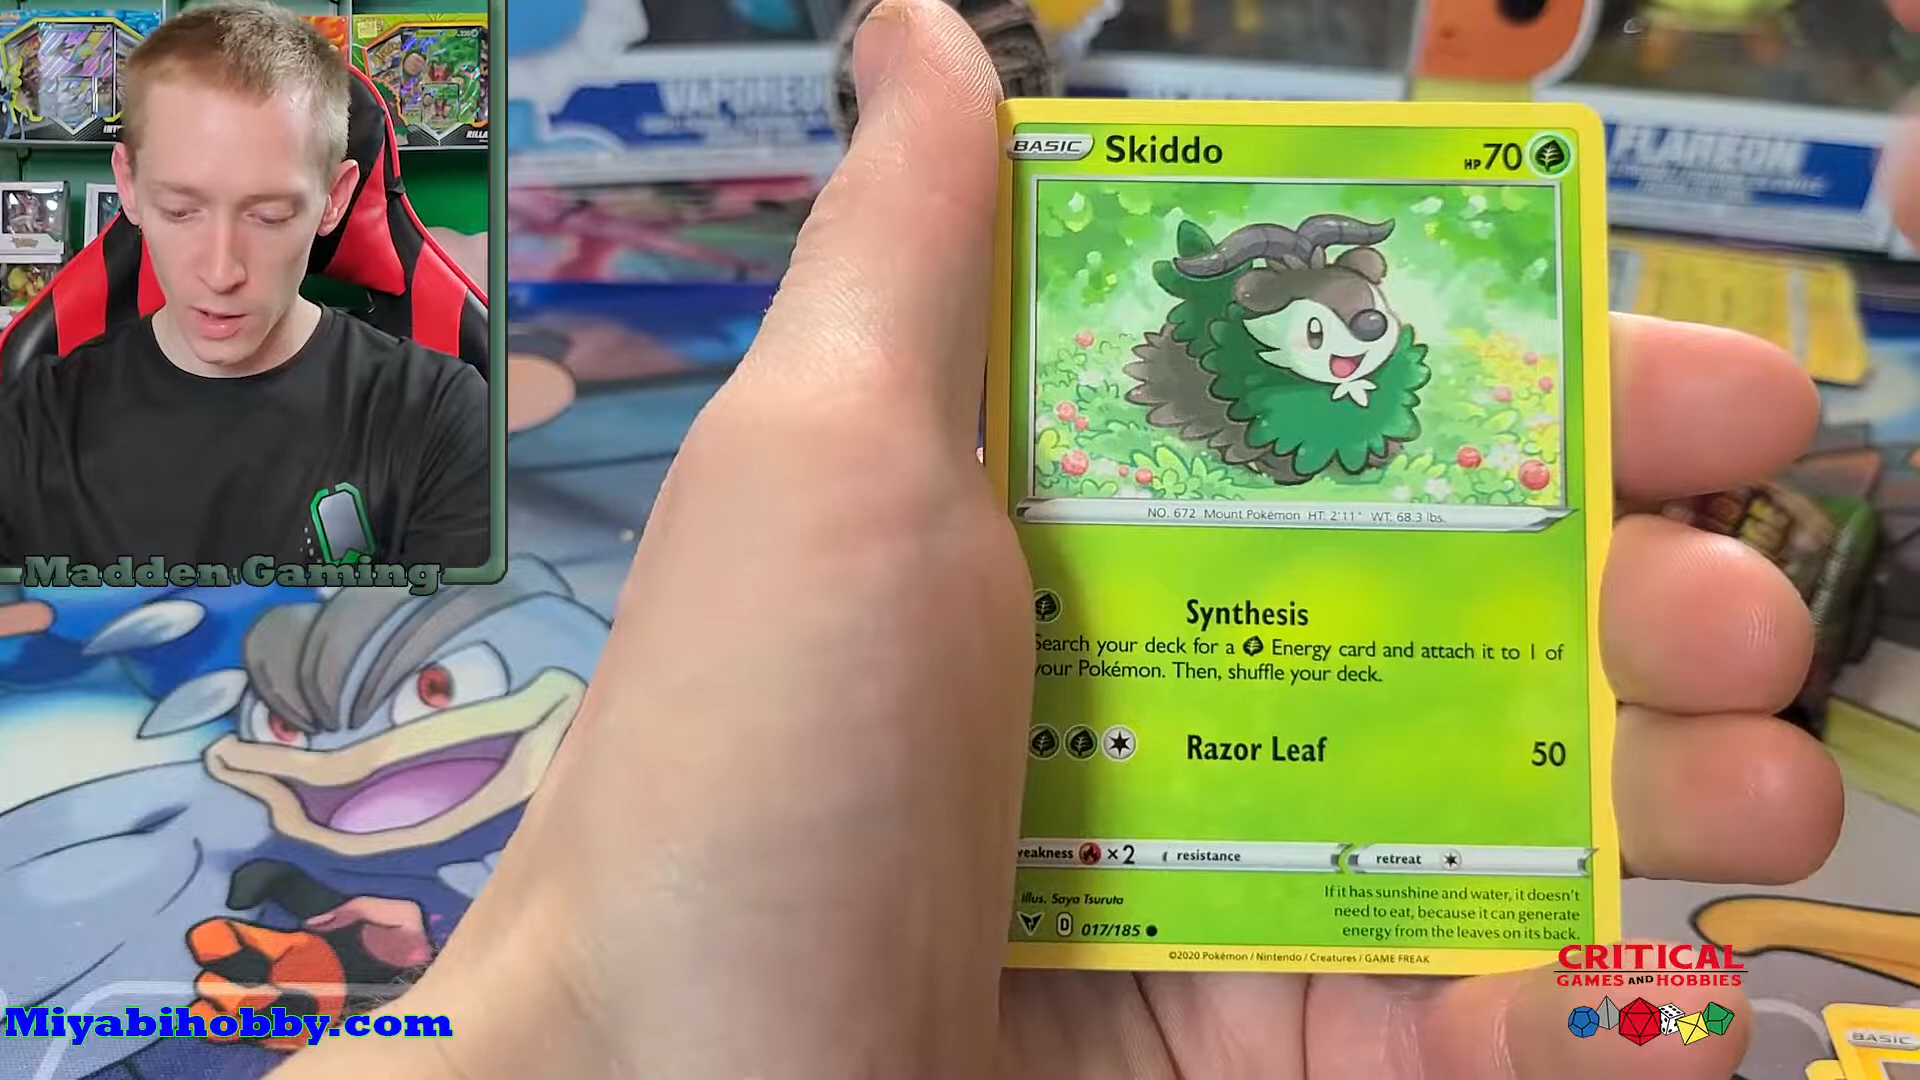 VAPOREON
FLAREON
BASIC Skiddo HP 70
NO. 672 Mount Pokémon HT: 2'11" WT: 68.3 lbs.
Synthesis
Search your deck for a Energy card and attach it to 1 of
your Pokémon. Then, shuffle your deck.
Razor Leaf 50
weakness ×2 resistance retreat
Illus. Saya Tsuruta
D 017/185
If it has sunshine and water, it doesn't
need to eat, because it can generate
energy from the leaves on its back.
©2020 Pokémon / Nintendo / Creatures / GAME FREAK
Madden Gaming
Miyabihobby.com
CRITICAL
GAMES AND HOBBIES
BASIC